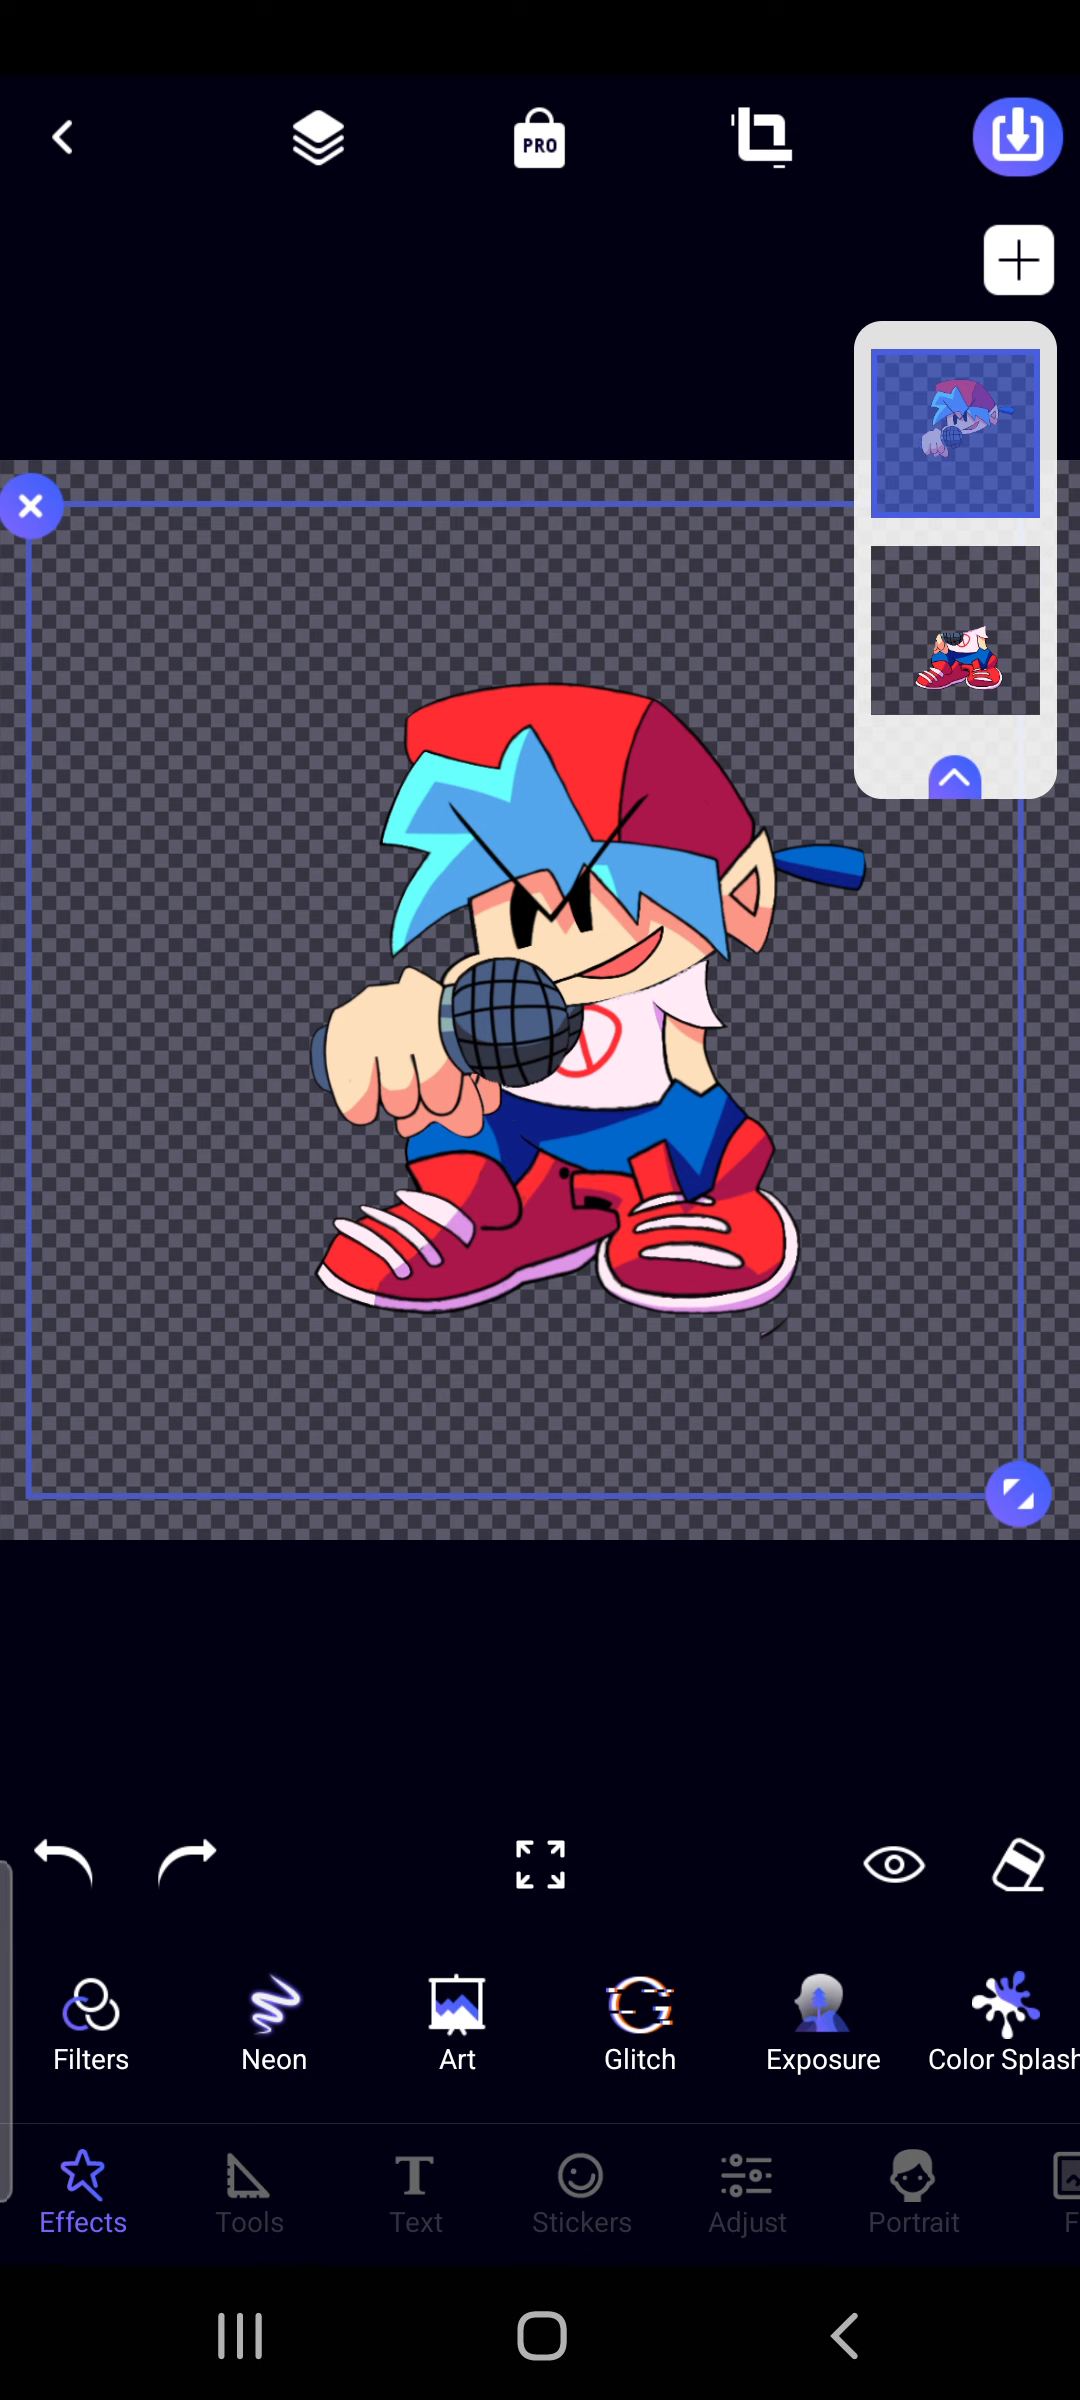 PRO
Filters
Neon
Art
Glitch
Exposure
Color Splash
Effects
Tools
Text
Stickers
Adjust
Portrait
F